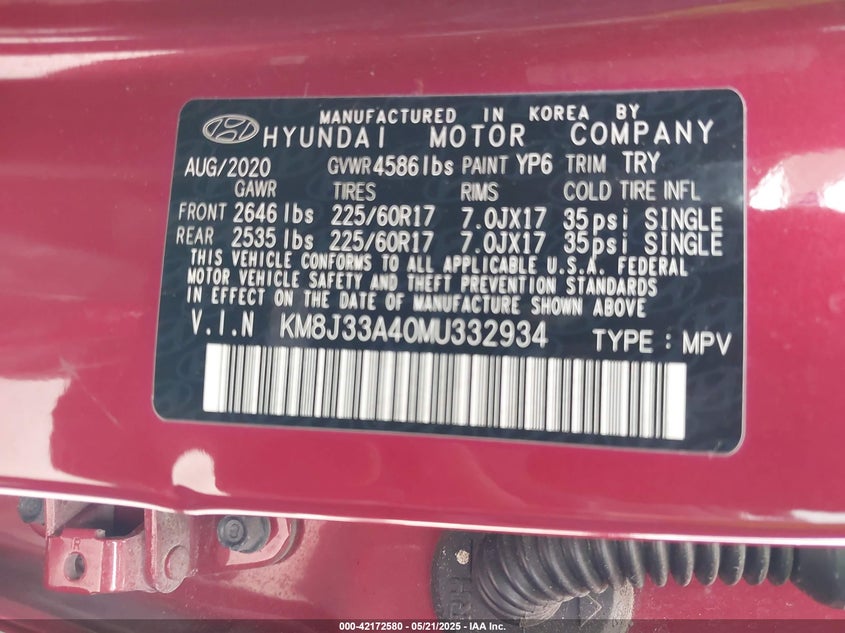 MANUFACTURED IN KOREA BY
HYUNDAI MOTOR COMPANY
AUG/2020 GVWR 4586 lbs PAINT YP6 TRIM TRY
GAWR TIRES RIMS COLD TIRE INFL
FRONT 2646 lbs 225/60R17 7.0JX17 35psi SINGLE
REAR 2535 lbs 225/60R17 7.0JX17 35psi SINGLE
THIS VEHICLE CONFORMS TO ALL APPLICABLE U.S.A. FEDERAL
MOTOR VEHICLE SAFETY AND THEFT PREVENTION STANDARDS
IN EFFECT ON THE DATE OF MANUFACTURE SHOWN ABOVE
V.I.N KM8J33A40MU332934 TYPE : MPV
RH
000-42172580 - 05/21/2025 - IAA Inc.